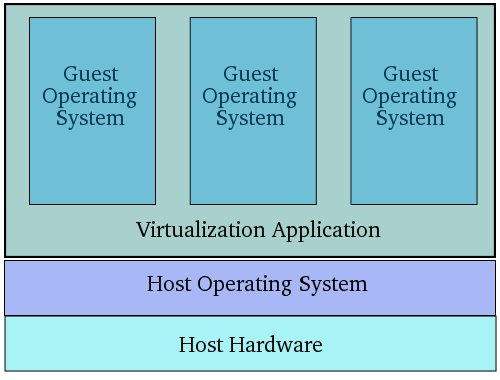 Guest
Operating
System
Guest
Operating
System
Guest
Operating
System
Virtualization Application
Host Operating System
Host Hardware